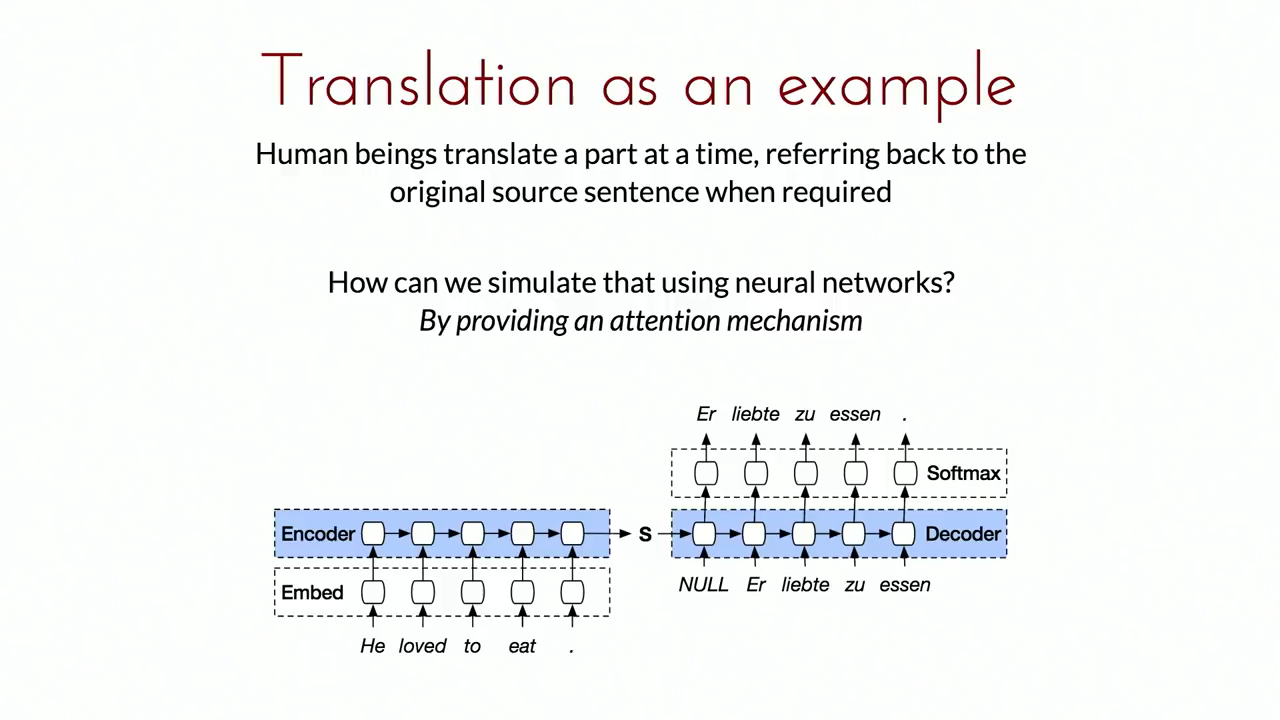 Translation as an example
Human beings translate a part at a time, referring back to the
original source sentence when required
How can we simulate that using neural networks?
By providing an attention mechanism
Er liebte zu essen .
Softmax
Encoder
S
Decoder
Embed
NULL Er liebte zu essen
He loved to eat .